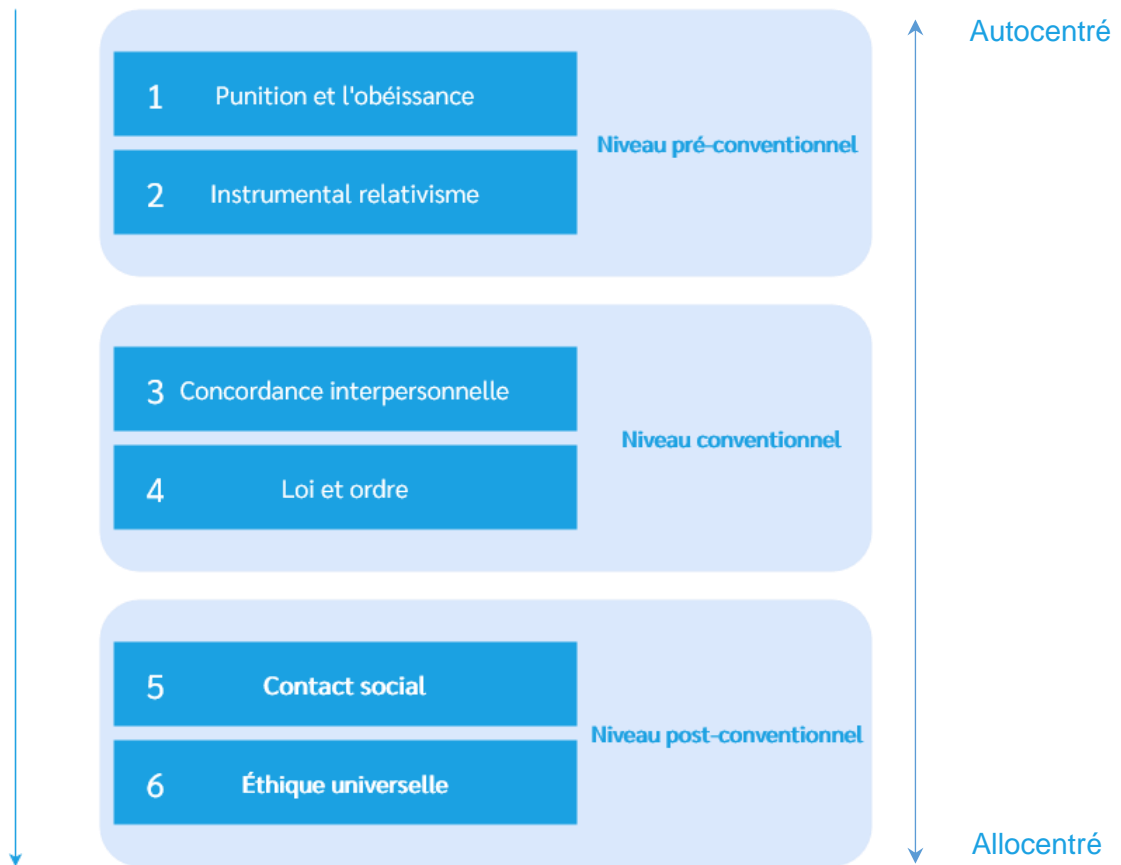 Autocentré
1 Punition et l'obéissance
Niveau pré-conventionnel
2 Instrumental relativisme
3 Concordance interpersonnelle
Niveau conventionnel
4 Loi et ordre
5 Contact social
Niveau post-conventionnel
6 Éthique universelle
Allocentré